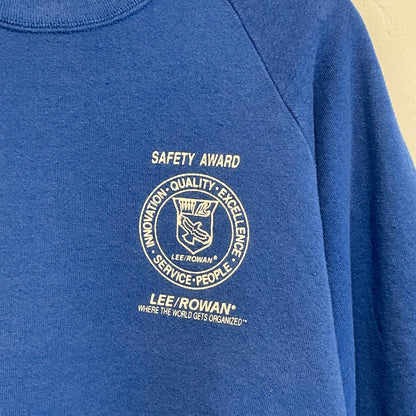 SAFETY AWARD
INNOVATION • QUALITY • EXCELLENCE • SERVICE • PEOPLE •
LEE/ROWAN®
LEE/ROWAN®
WHERE THE WORLD GETS ORGANIZED™